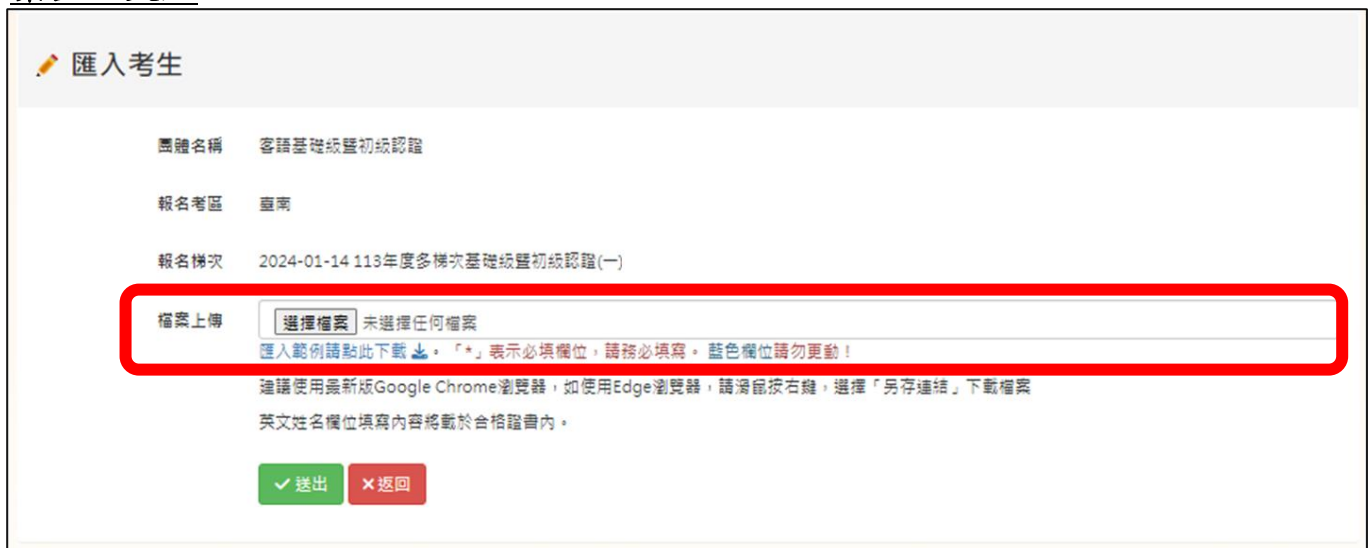 匯入考生
團體名稱 客語基礎級暨初級認證
報名考區 臺南
報名梯次 2024-01-14 113年度多梯次基礎級暨初級認證(一)
檔案上傳 選擇檔案 未選擇任何檔案
匯入範例請點此下載。「*」表示必填欄位，請務必填寫。藍色欄位請勿更動！
建議使用最新版Google Chrome瀏覽器，如使用Edge瀏覽器，請滑鼠按右鍵，選擇「另存連結」下載檔案
英文姓名欄位填寫內容將載於合格證書內。
送出 返回